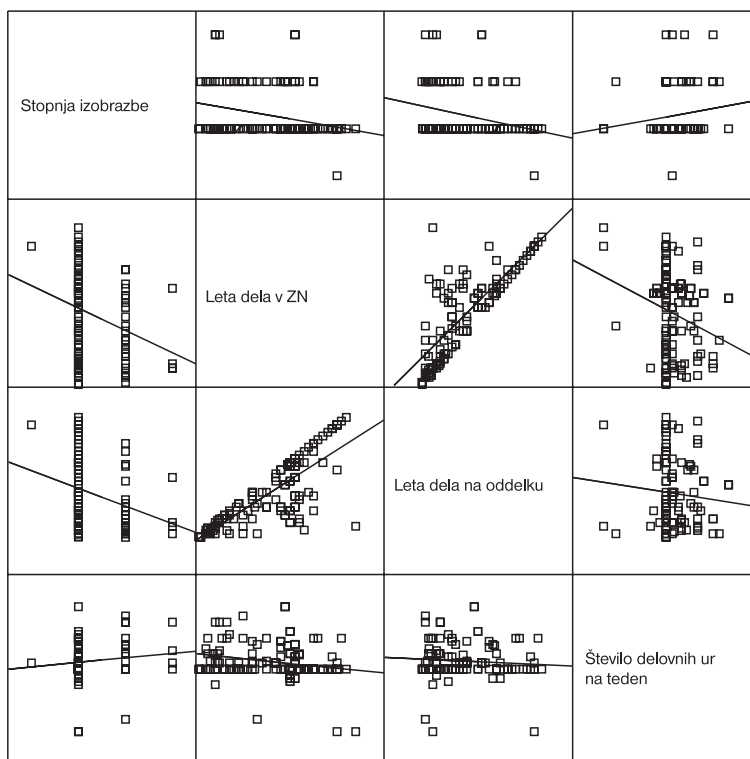 Stopnja izobrazbe
Leta dela v ZN
Leta dela na oddelku
Število delovnih ur
na teden